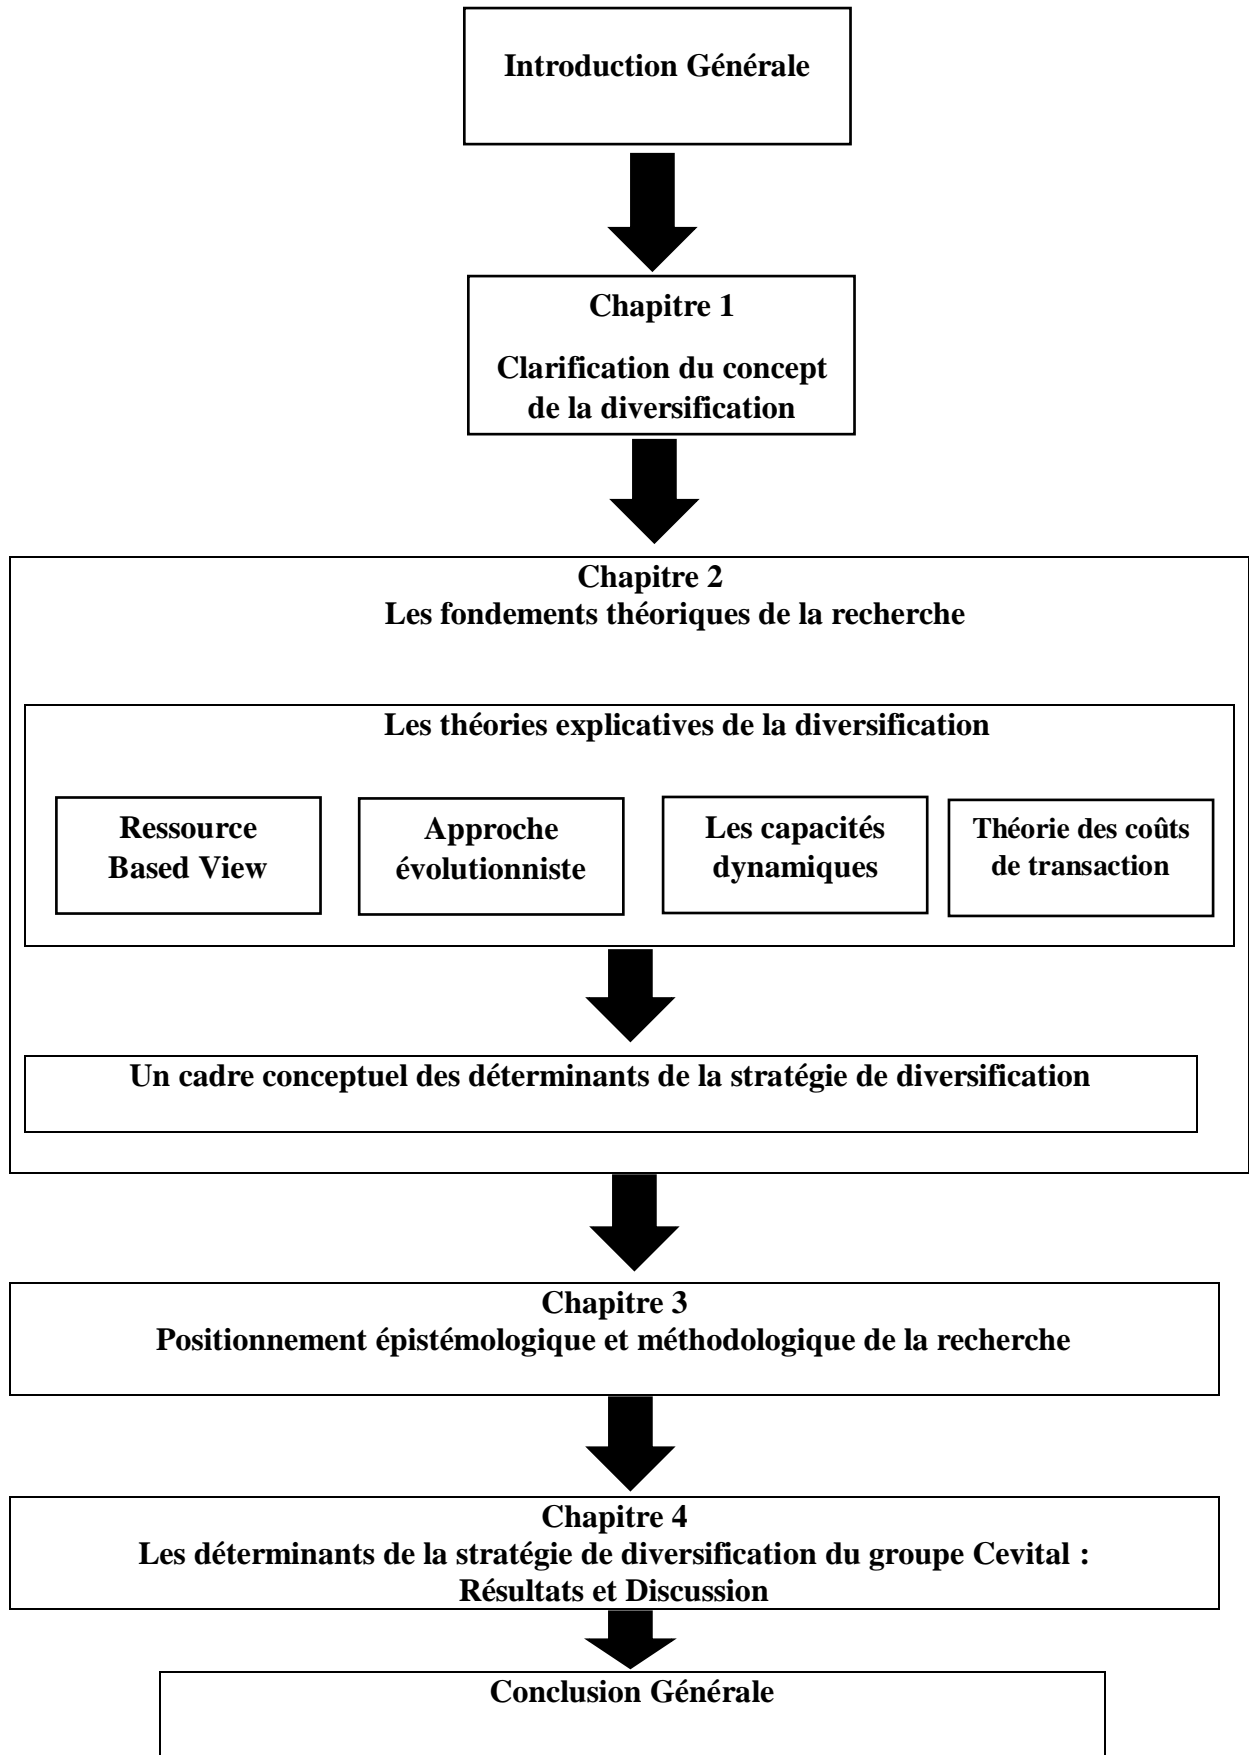 Introduction Générale
Chapitre 1
Clarification du concept
de la diversification
Chapitre 2
Les fondements théoriques de la recherche
Les théories explicatives de la diversification
Ressource
Based View
Approche
évolutionniste
Les capacités
dynamiques
Théorie des coûts
de transaction
Un cadre conceptuel des déterminants de la stratégie de diversification
Chapitre 3
Positionnement épistémologique et méthodologique de la recherche
Chapitre 4
Les déterminants de la stratégie de diversification du groupe Cevital :
Résultats et Discussion
Conclusion Générale